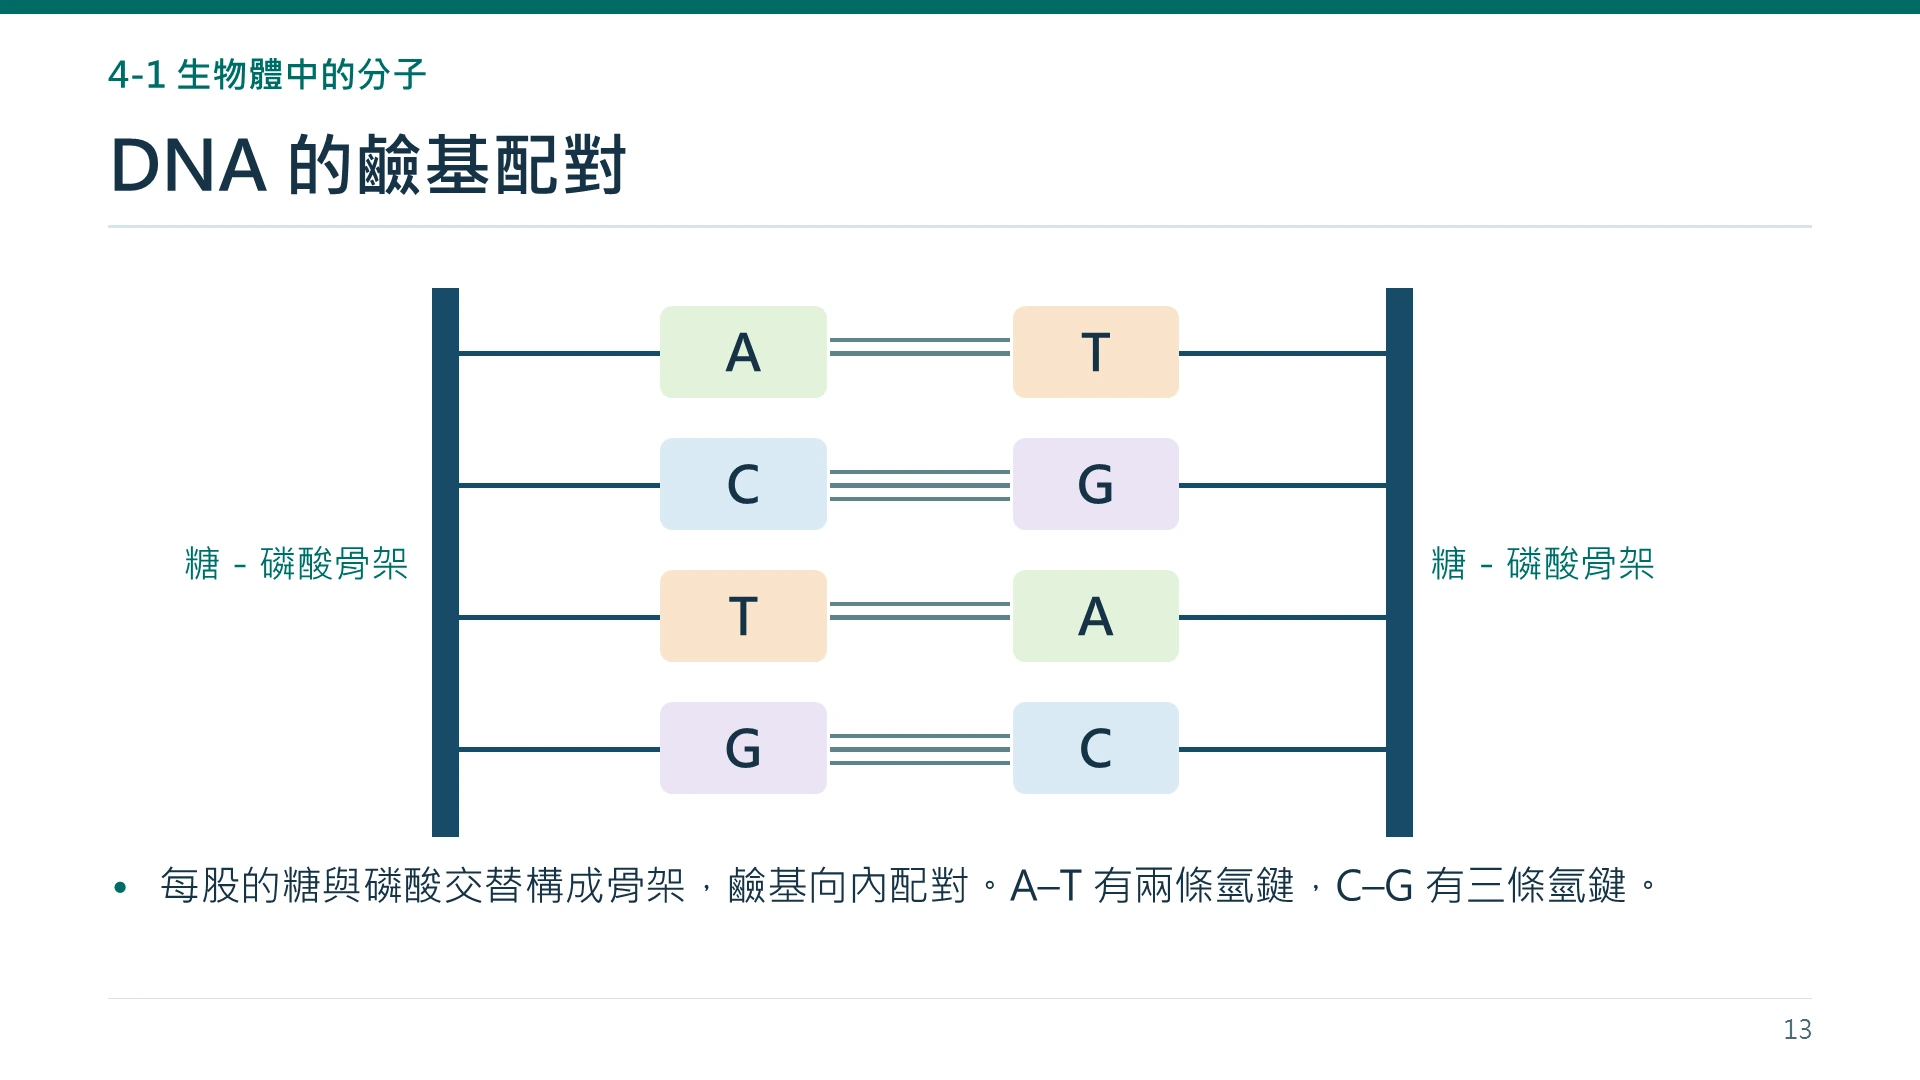 4-1 生物體中的分子
DNA 的鹼基配對
A T
C G
糖 - 磷酸骨架 糖 - 磷酸骨架
T A
G C
• 每股的糖與磷酸交替構成骨架，鹼基向內配對。A–T 有兩條氫鍵，C–G 有三條氫鍵。
13